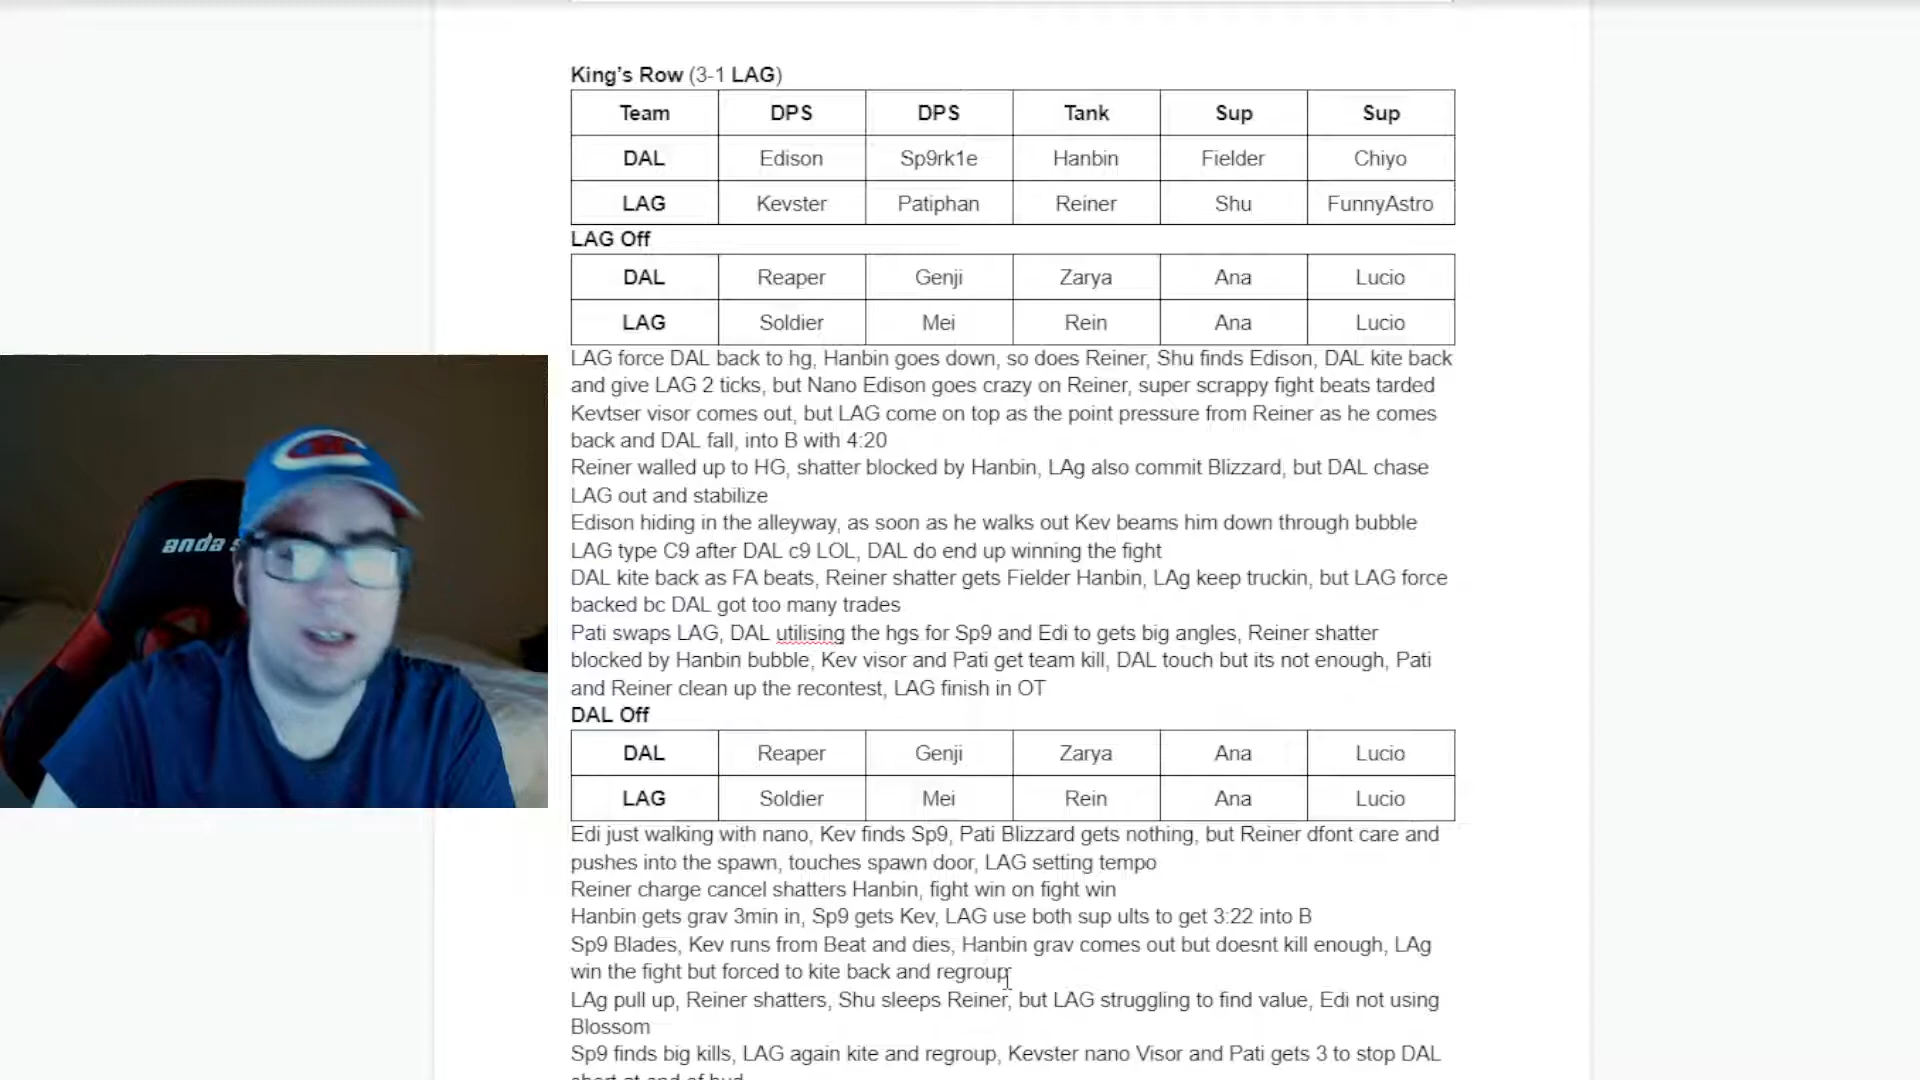 King's Row (3-1 LAG)
Team DPS DPS Tank Sup Sup
DAL Edison Sp9rk1e Hanbin Fielder Chiyo
LAG Kevster Patiphan Reiner Shu FunnyAstro
LAG Off
DAL Reaper Genji Zarya Ana Lucio
LAG Soldier Mei Rein Ana Lucio
LAG force DAL back to hg, Hanbin goes down, so does Reiner, Shu finds Edison, DAL kite back
and give LAG 2 ticks, but Nano Edison goes crazy on Reiner, super scrappy fight beats tarded
Kevtser visor comes out, but LAG come on top as the point pressure from Reiner as he comes
back and DAL fall, into B with 4:20
Reiner walled up to HG, shatter blocked by Hanbin, LAg also commit Blizzard, but DAL chase
LAG out and stabilize
Edison hiding in the alleyway, as soon as he walks out Kev beams him down through bubble
LAG type C9 after DAL c9 LOL, DAL do end up winning the fight
DAL kite back as FA beats, Reiner shatter gets Fielder Hanbin, LAg keep truckin, but LAG force
backed bc DAL got too many trades
Pati swaps LAG, DAL utilising the hgs for Sp9 and Edi to gets big angles, Reiner shatter
blocked by Hanbin bubble, Kev visor and Pati get team kill, DAL touch but its not enough, Pati
and Reiner clean up the recontest, LAG finish in OT
DAL Off
DAL Reaper Genji Zarya Ana Lucio
LAG Soldier Mei Rein Ana Lucio
Edi just walking with nano, Kev finds Sp9, Pati Blizzard gets nothing, but Reiner dfont care and
pushes into the spawn, touches spawn door, LAG setting tempo
Reiner charge cancel shatters Hanbin, fight win on fight win
Hanbin gets grav 3min in, Sp9 gets Kev, LAG use both sup ults to get 3:22 into B
Sp9 Blades, Kev runs from Beat and dies, Hanbin grav comes out but doesnt kill enough, LAg
win the fight but forced to kite back and regroup
LAg pull up, Reiner shatters, Shu sleeps Reiner, but LAG struggling to find value, Edi not using
Blossom
Sp9 finds big kills, LAG again kite and regroup, Kevster nano Visor and Pati gets 3 to stop DAL
anda s